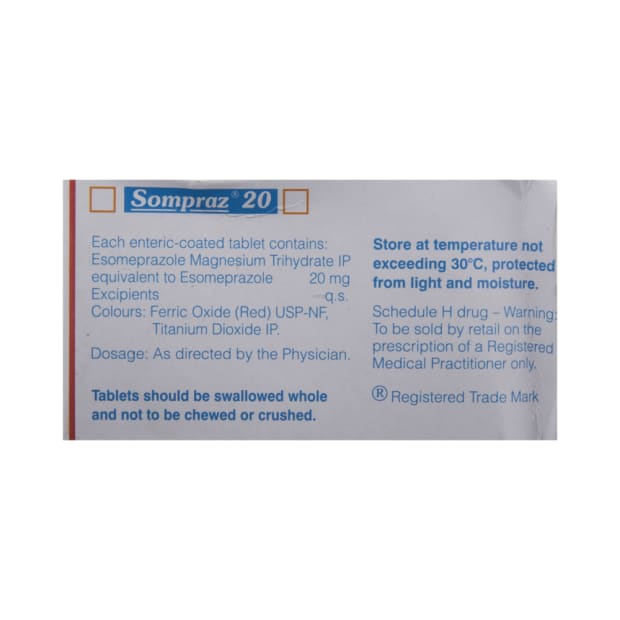 Sompraz® 20
Each enteric-coated tablet contains:
Esomeprazole Magnesium Trihydrate IP
equivalent to Esomeprazole 20 mg
Excipients q.s.
Colours: Ferric Oxide (Red) USP-NF,
Titanium Dioxide IP.
Dosage: As directed by the Physician.
Tablets should be swallowed whole
and not to be chewed or crushed.
Store at temperature not
exceeding 30°C, protected
from light and moisture.
Schedule H drug – Warning:
To be sold by retail on the
prescription of a Registered
Medical Practitioner only.
® Registered Trade Mark